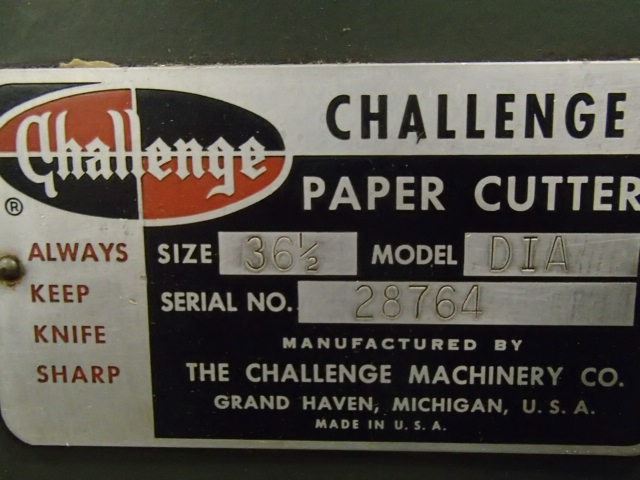 Challenge
®
CHALLENGE
PAPER CUTTER
ALWAYS
KEEP
KNIFE
SHARP
SIZE 36½ MODEL DIA
SERIAL NO. 28764
MANUFACTURED BY
THE CHALLENGE MACHINERY CO.
GRAND HAVEN, MICHIGAN, U. S. A.
MADE IN U. S. A.